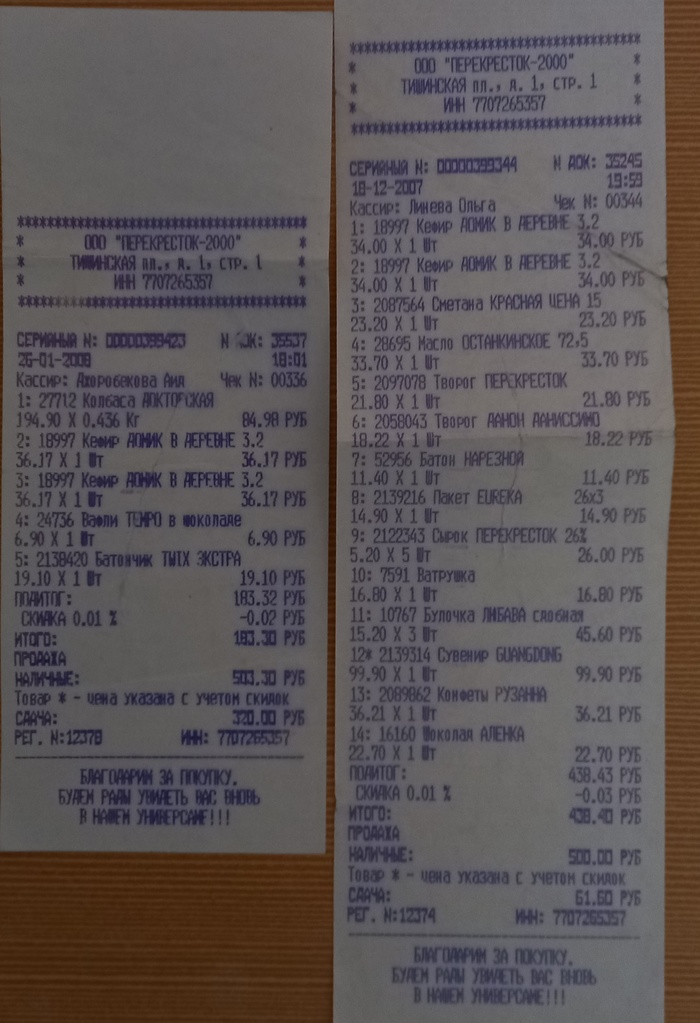 ****************************************
* ООО "ПЕРЕКРЕСТОК-2000" *
* ТИШИНСКАЯ пл., д. 1, СТР. 1 *
* ИНН 7707265357 *
****************************************
СЕРИЙНЫЙ N: 00000399423 N ДОК: 35537
25-01-2008 18:01
Кассир: Ахоробекова Аия Чек N: 00336
1: 27712 Колбаса ДОКТОРСКАЯ
194.90 X 0.436 Кг 84.98 РУБ
2: 18997 Кефир ДОМИК В ДЕРЕВНЕ 3.2
36.17 X 1 Шт 36.17 РУБ
3: 18997 Кефир ДОМИК В ДЕРЕВНЕ 3.2
36.17 X 1 Шт 36.17 РУБ
4: 24736 Вафли ТЕМРО в шоколаде
6.90 X 1 Шт 6.90 РУБ
5: 2138420 Батончик TWIX ЭКСТРА
19.10 X 1 Шт 19.10 РУБ
ПОДИТОГ: 183.32 РУБ
СКИДКА 0.01 % -0.02 РУБ
ИТОГО: 183.30 РУБ
ПРОДАЖА
НАЛИЧНЫЕ: 503.30 РУБ
Товар * - цена указана с учетом скидок
СДАЧА: 320.00 РУБ
РЕГ. N:12378 ИНН: 7707265357
БЛАГОДАРИМ ЗА ПОКУПКУ.
БУДЕМ РАДЫ УВИДЕТЬ ВАС ВНОВЬ
В НАШЕМ УНИВЕРСАМЕ!!!
****************************************
* ООО "ПЕРЕКРЕСТОК-2000" *
* ТИШИНСКАЯ пл., д. 1, СТР. 1 *
* ИНН 7707265357 *
****************************************
СЕРИЙНЫЙ N: 00000399344 N ДОК: 35245
18-12-2007 19:59
Кассир: Линева Ольга Чек N: 00344
1: 18997 Кефир ДОМИК В ДЕРЕВНЕ 3.2
34.00 X 1 Шт 34.00 РУБ
2: 18997 Кефир ДОМИК В ДЕРЕВНЕ 3.2
34.00 X 1 Шт 34.00 РУБ
3: 2087564 Сметана КРАСНАЯ ЦЕНА 15
23.20 X 1 Шт 23.20 РУБ
4: 28695 Масло ОСТАНКИНСКОЕ 72,5
33.70 X 1 Шт 33.70 РУБ
5: 2097078 Творог ПЕРЕКРЕСТОК
21.80 X 1 Шт 21.80 РУБ
6: 2058043 Творог ДАНОН ДАНИССИМО
18.22 X 1 Шт 18.22 РУБ
7: 52956 Батон НАРЕЗНОЙ
11.40 X 1 Шт 11.40 РУБ
8: 2139216 Пакет EUREKA 26x3
14.90 X 1 Шт 14.90 РУБ
9: 2122343 Сырок ПЕРЕКРЕСТОК 26%
5.20 X 5 Шт 26.00 РУБ
10: 7591 Ватрушка
16.80 X 1 Шт 16.80 РУБ
11: 10767 Булочка ЛИБАВА сдобная
15.20 X 3 Шт 45.60 РУБ
12* 2139314 Сувенир GUANGDONG
99.90 X 1 Шт 99.90 РУБ
13: 2089862 Конфеты РУЗАННА
36.21 X 1 Шт 36.21 РУБ
14: 16160 Шоколад АЛЕНКА
22.70 X 1 Шт 22.70 РУБ
ПОДИТОГ: 438.43 РУБ
СКИДКА 0.01 % -0.03 РУБ
ИТОГО: 438.40 РУБ
ПРОДАЖА
НАЛИЧНЫЕ: 500.00 РУБ
Товар * - цена указана с учетом скидок
СДАЧА: 61.60 РУБ
РЕГ. N:12374 ИНН: 7707265357
БЛАГОДАРИМ ЗА ПОКУПКУ.
БУДЕМ РАДЫ УВИДЕТЬ ВАС ВНОВЬ
В НАШЕМ УНИВЕРСАМЕ!!!